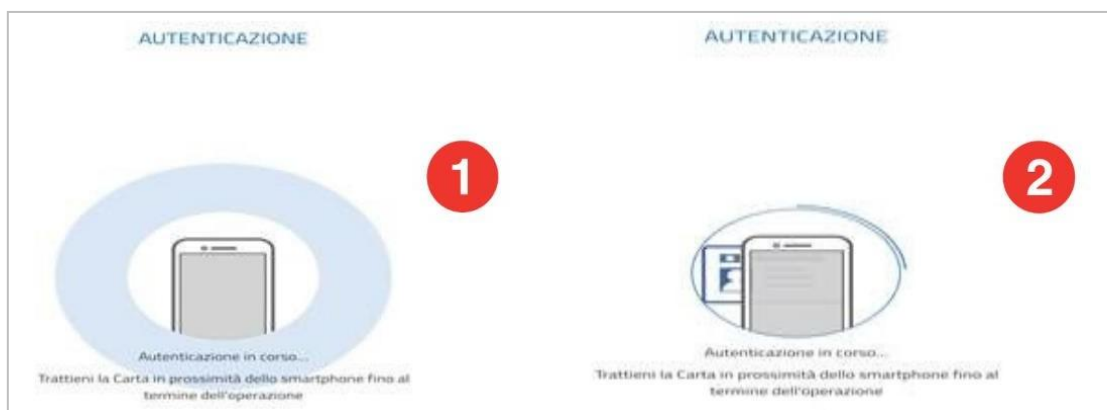 AUTENTICAZIONE
1
Autenticazione in corso...
Trattieni la Carta in prossimità dello smartphone fino al
termine dell'operazione
AUTENTICAZIONE
2
Autenticazione in corso...
Trattieni la Carta in prossimità dello smartphone fino al
termine dell'operazione